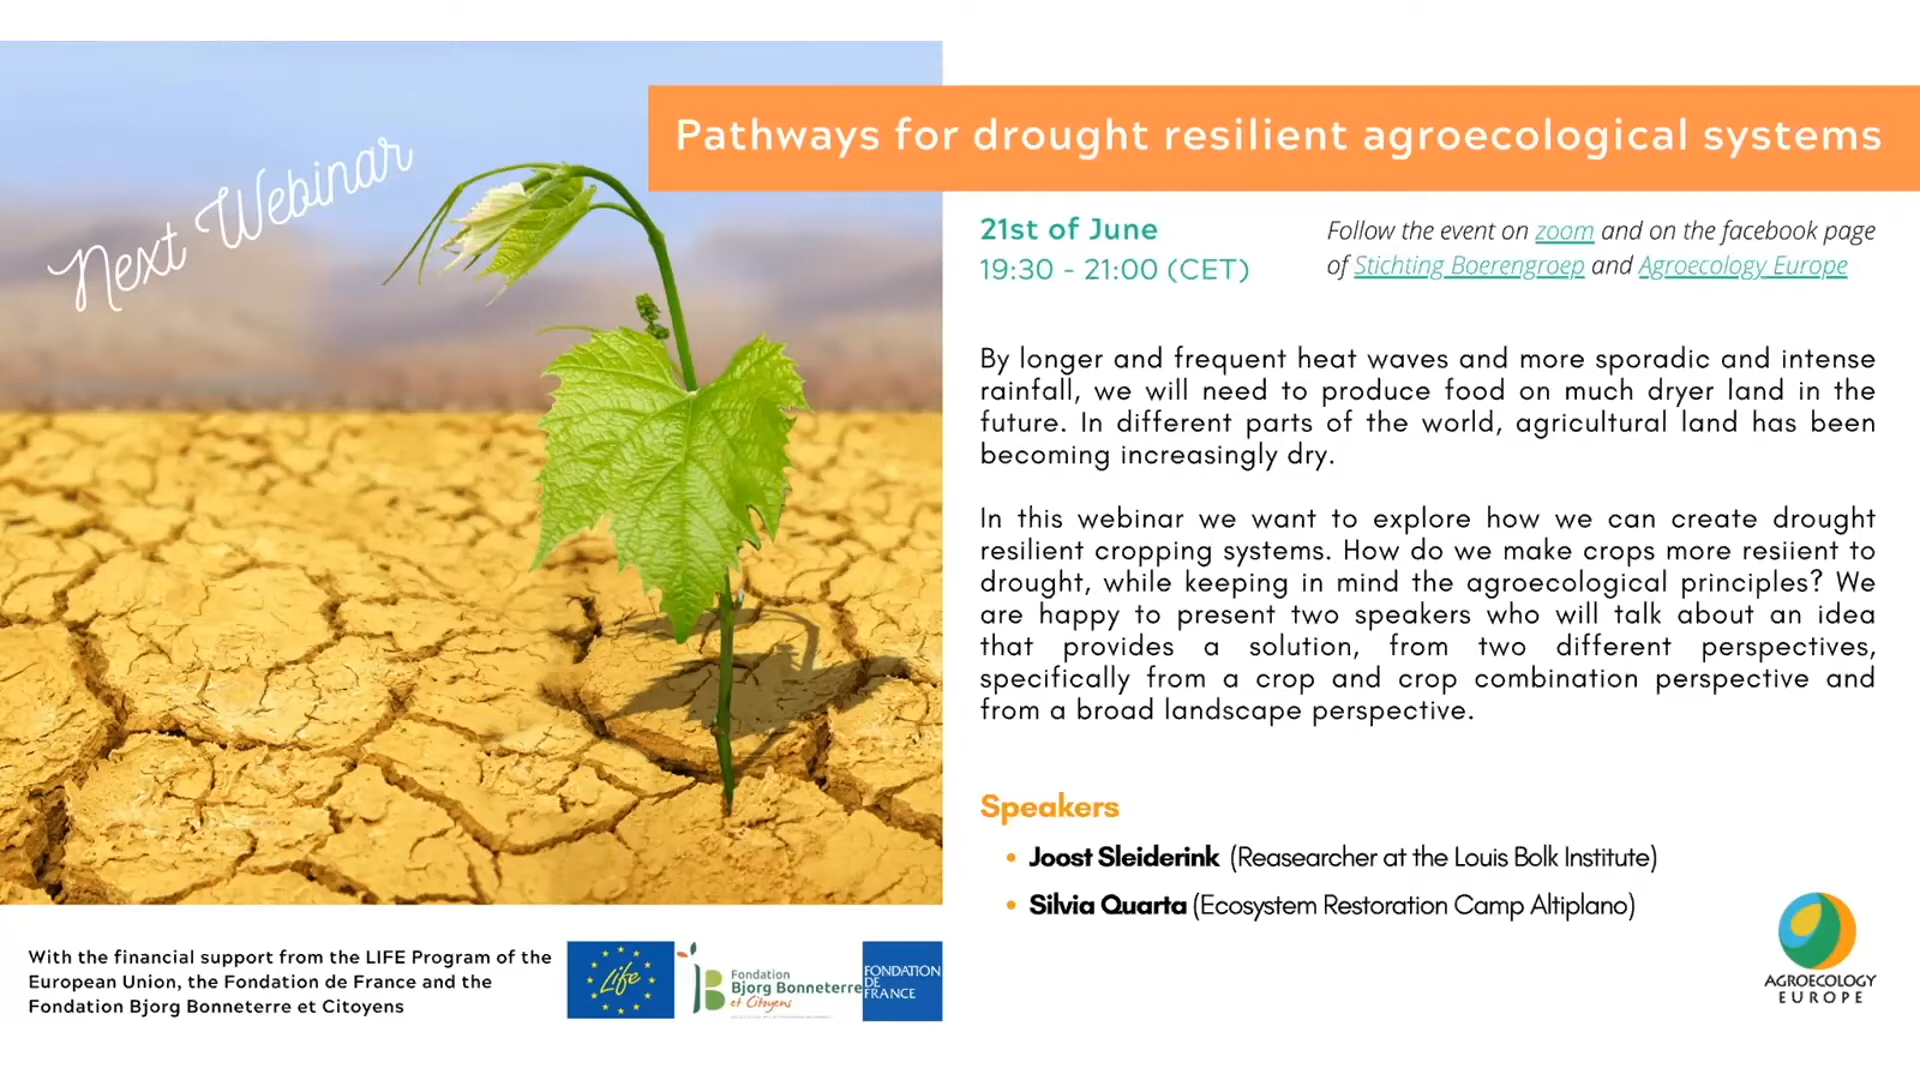 Next Webinar
Pathways for drought resilient agroecological systems
21st of June
19:30 - 21:00 (CET)
Follow the event on zoom and on the facebook page
of Stichting Boerengroep and Agroecology Europe
By longer and frequent heat waves and more sporadic and intense
rainfall, we will need to produce food on much dryer land in the
future. In different parts of the world, agricultural land has been
becoming increasingly dry.
In this webinar we want to explore how we can create drought
resilient cropping systems. How do we make crops more resiient to
drought, while keeping in mind the agroecological principles? We
are happy to present two speakers who will talk about an idea
that provides a solution, from two different perspectives,
specifically from a crop and crop combination perspective and
from a broad landscape perspective.
Speakers
• Joost Sleiderink (Reasearcher at the Louis Bolk Institute)
• Silvia Quarta (Ecosystem Restoration Camp Altiplano)
With the financial support from the LIFE Program of the
European Union, the Fondation de France and the
Fondation Bjorg Bonneterre et Citoyens
Life
Fondation
Bjorg Bonneterre
et Citoyens
FONDATION
DE
FRANCE
AGROECOLOGY
EUROPE